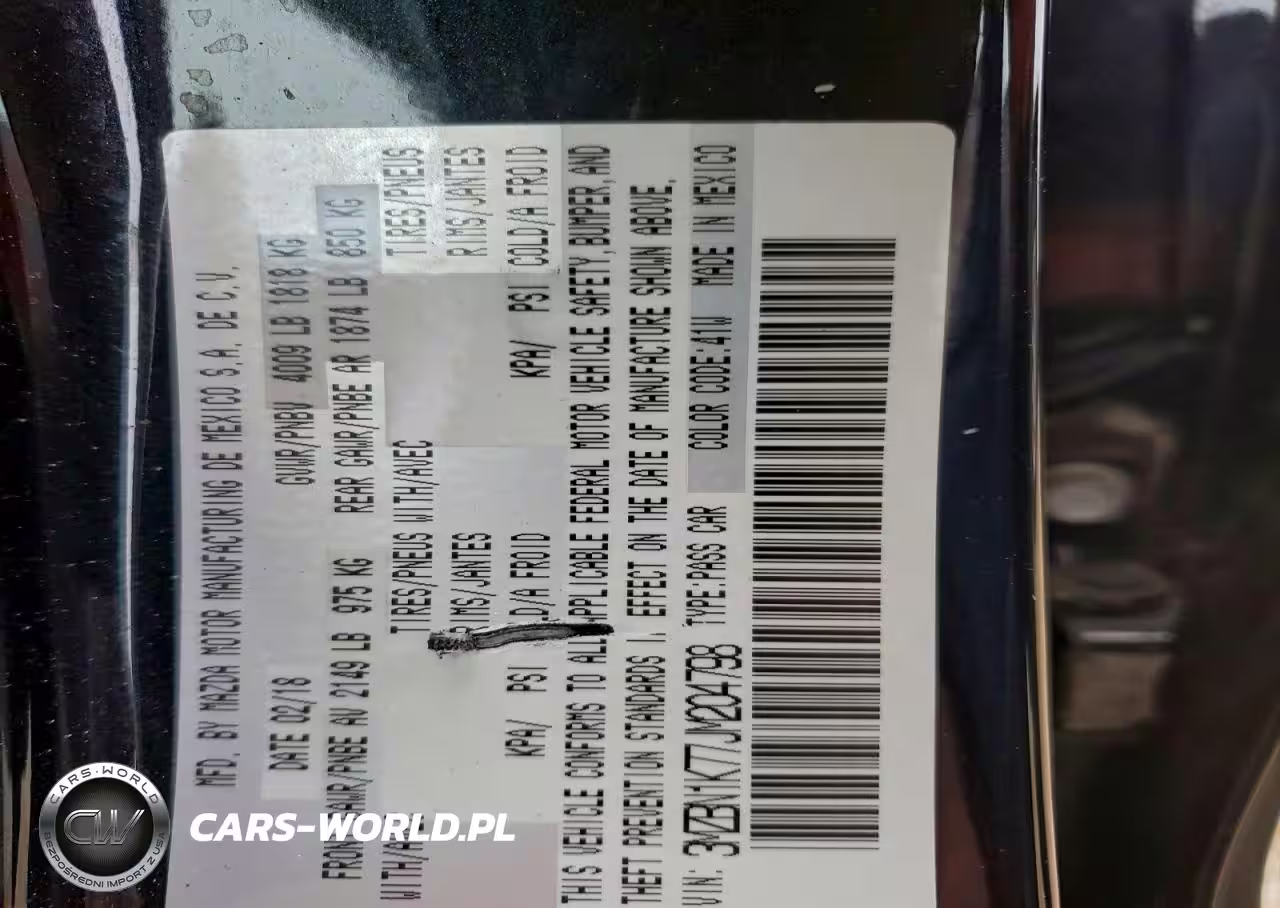 MFD. BY MAZDA MOTOR MANUFACTURING DE MEXICO S.A. DE C.V.
DATE 02/18 GVWR/PNBV 4009 LB 1818 KG
GAWR/PNBE AV 2149 LB 975 KG REAR GAWR/PNBE AR 1874 LB 850 KG
TIRES/PNEUS WITH/AVEC TIRES/PNEUS
RIMS/JANTES RIMS/JANTES
KPA/ PSI COLD/A FROID KPA/ PSI COLD/A FROID
THIS VEHICLE CONFORMS TO ALL APPLICABLE FEDERAL MOTOR VEHICLE SAFETY, BUMPER, AND
THEFT PREVENTION STANDARDS IN EFFECT ON THE DATE OF MANUFACTURE SHOWN ABOVE.
VIN: 3MZBN1K77JM204798 TYPE:PASS CAR COLOR CODE:41W MADE IN MEXICO
CARS-WORLD
CW
BEZPOŚREDNI IMPORT Z USA
CARS-WORLD.PL